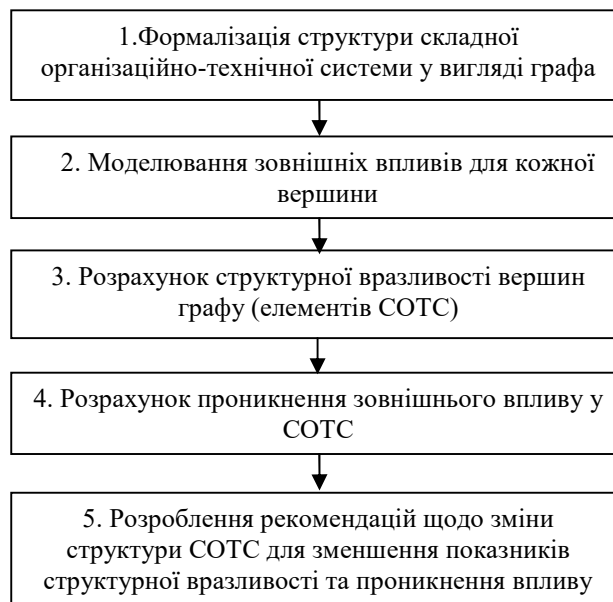 1.Формалізація структури складної
організаційно-технічної системи у вигляді графа
2. Моделювання зовнішніх впливів для кожної
вершини
3. Розрахунок структурної вразливості вершин
графу (елементів СОТС)
4. Розрахунок проникнення зовнішнього впливу у
СОТС
5. Розроблення рекомендацій щодо зміни
структури СОТС для зменшення показників
структурної вразливості та проникнення впливу